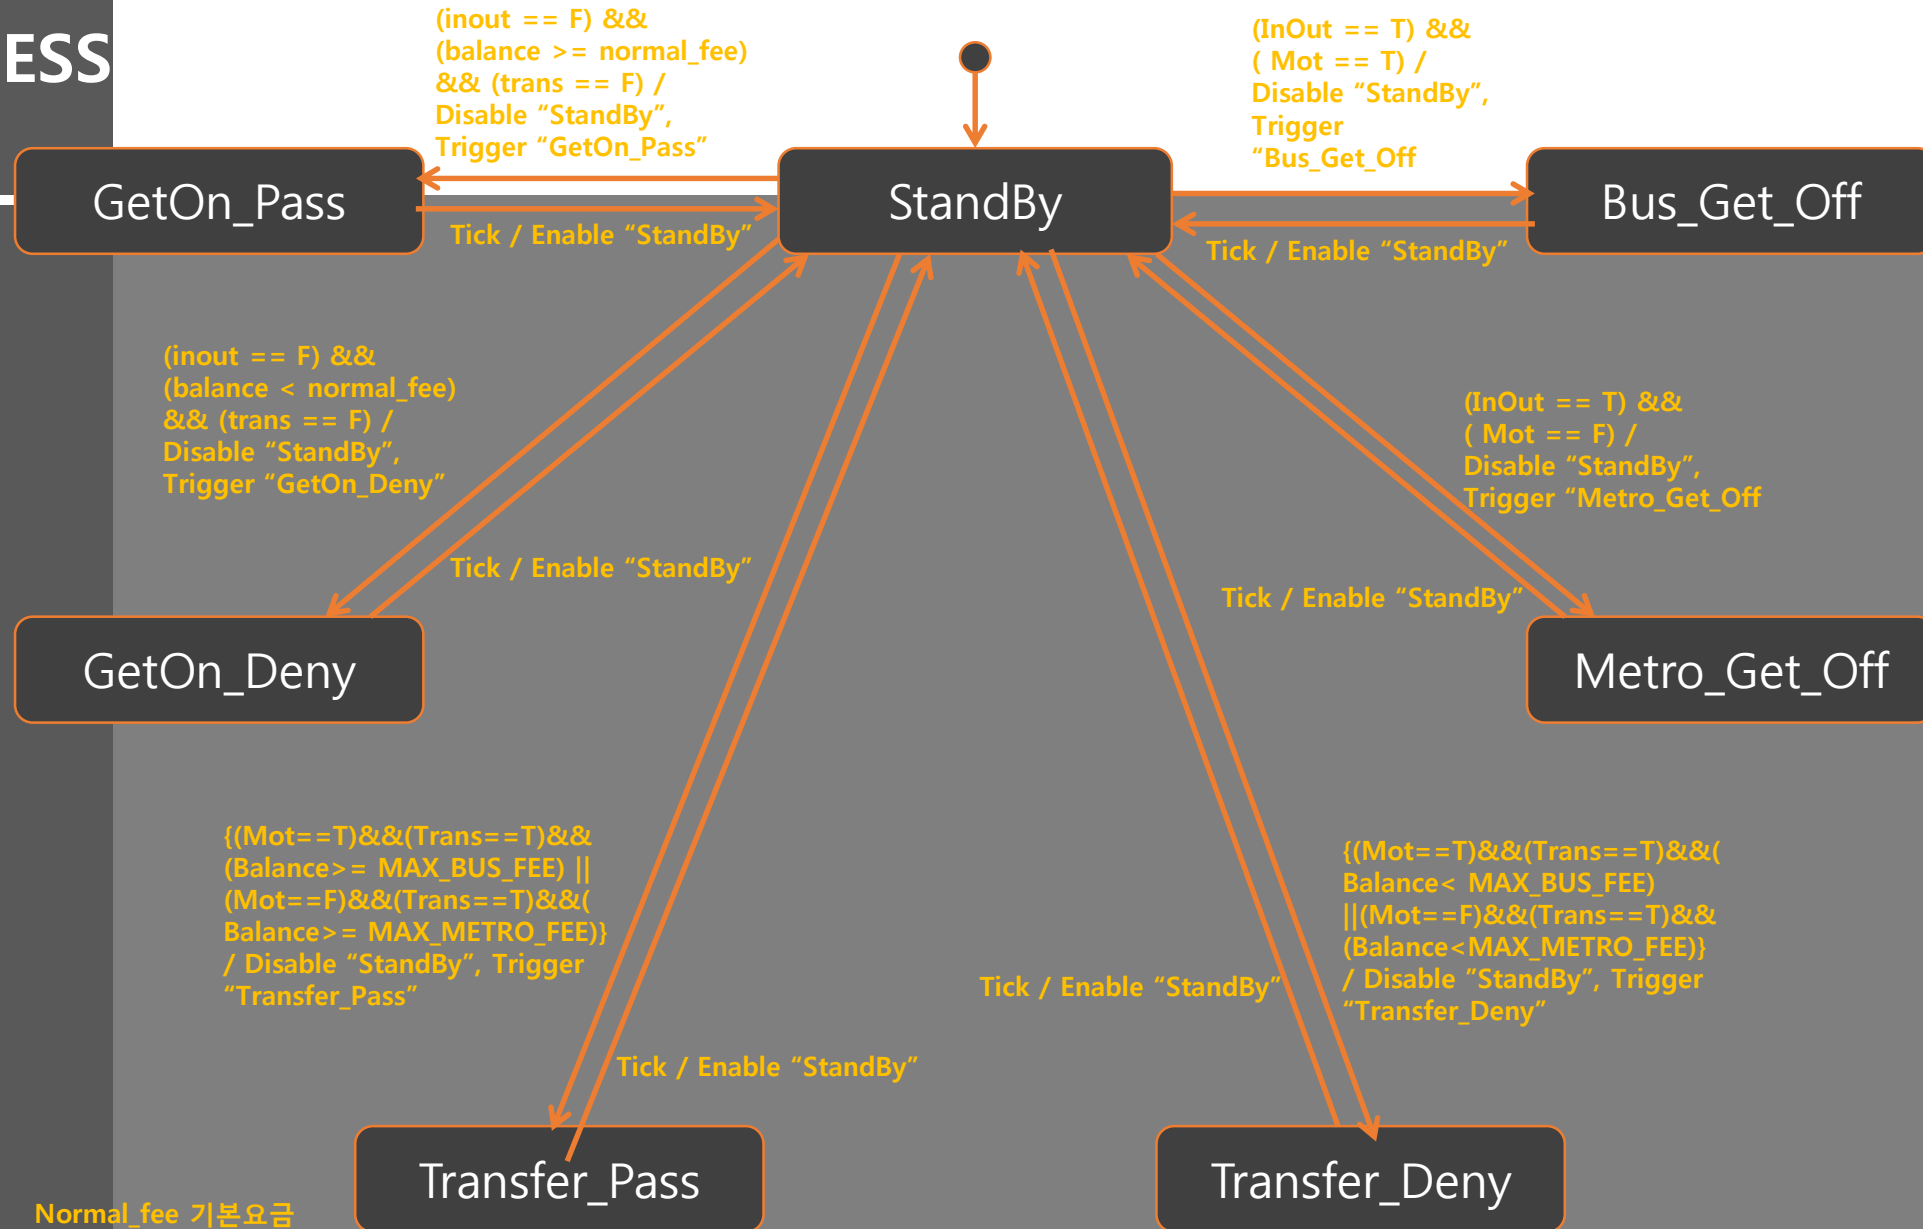 ESS
(inout == F) &&
(balance >= normal_fee)
&& (trans == F) /
Disable “StandBy”,
Trigger “GetOn_Pass”
(InOut == T) &&
( Mot == T) /
Disable “StandBy”,
Trigger
“Bus_Get_Off
GetOn_Pass
StandBy
Bus_Get_Off
Tick / Enable “StandBy”
Tick / Enable “StandBy”
(inout == F) &&
(balance < normal_fee)
&& (trans == F) /
Disable “StandBy”,
Trigger “GetOn_Deny”
(InOut == T) &&
( Mot == F) /
Disable “StandBy”,
Trigger “Metro_Get_Off
Tick / Enable “StandBy”
Tick / Enable “StandBy”
GetOn_Deny
Metro_Get_Off
{(Mot==T)&&(Trans==T)&&
(Balance>= MAX_BUS_FEE) ||
(Mot==F)&&(Trans==T)&&(
Balance>= MAX_METRO_FEE)}
/ Disable “StandBy”, Trigger
“Transfer_Pass”
{(Mot==T)&&(Trans==T)&&(
Balance< MAX_BUS_FEE)
||(Mot==F)&&(Trans==T)&&
(Balance<MAX_METRO_FEE)}
/ Disable ”StandBy”, Trigger
“Transfer_Deny”
Tick / Enable “StandBy”
Tick / Enable “StandBy”
Transfer_Pass
Transfer_Deny
Normal_fee 기본요금